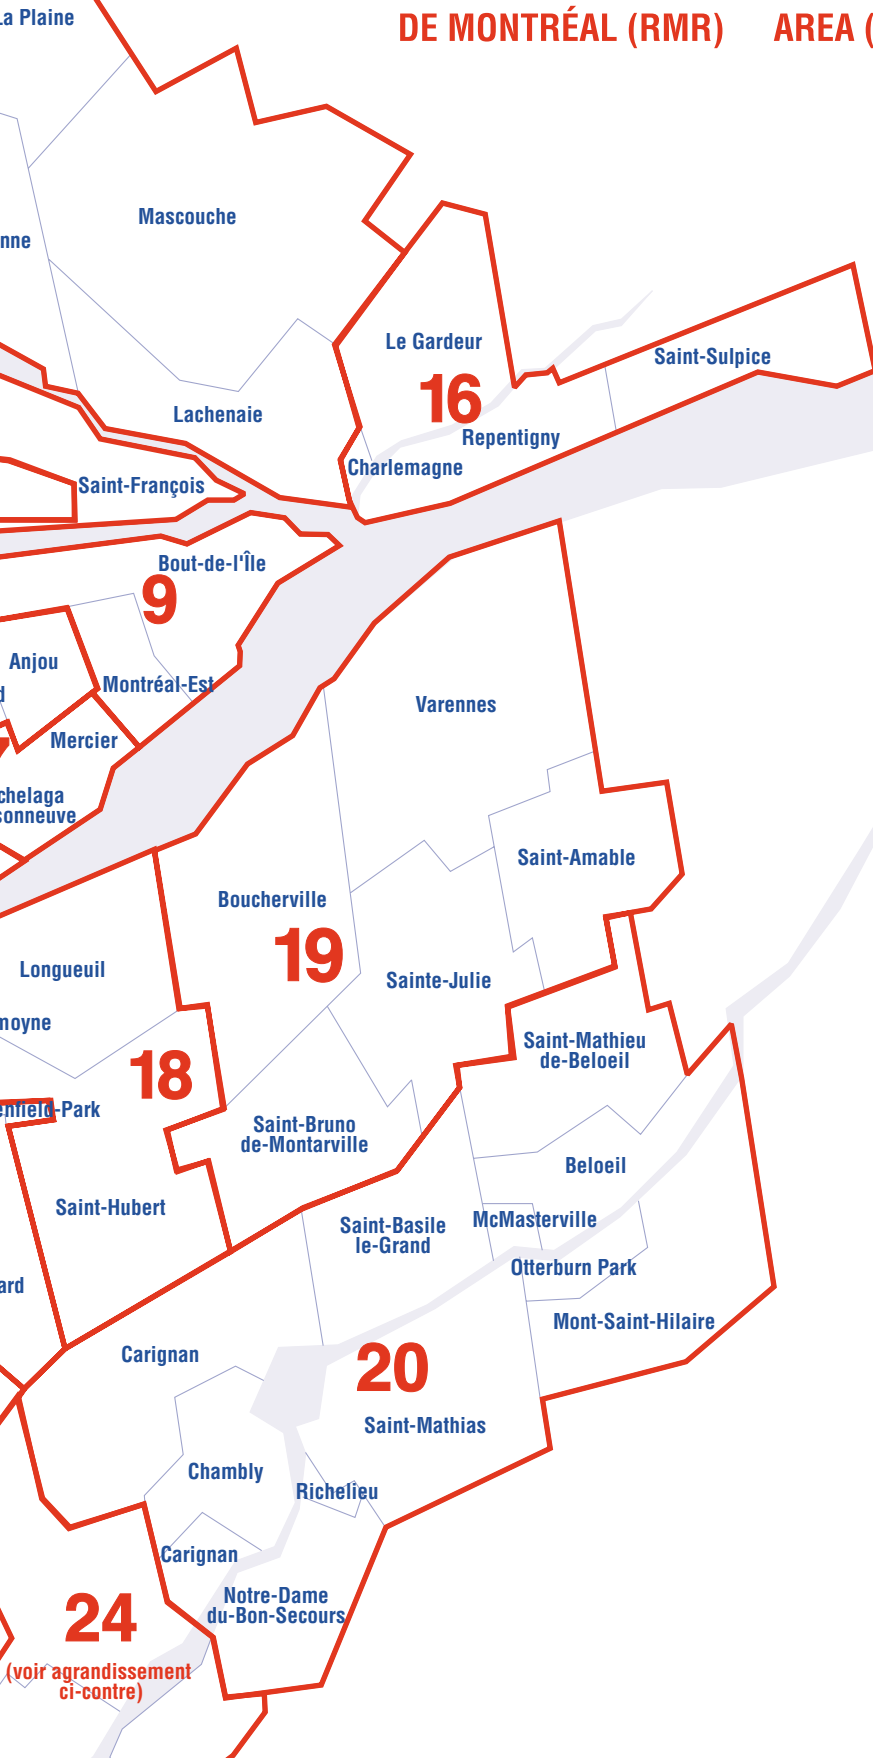 La Plaine
DE MONTRÉAL (RMR) AREA (
Mascouche
nne
Le Gardeur
Saint-Sulpice
16
Lachenaie
Repentigny
Charlemagne
Saint-François
Bout-de-l'Île
9
Anjou
d
Montréal-Est
Varennes
Mercier
7
chelaga
sonneuve
Saint-Amable
Boucherville
19
Longueuil
Sainte-Julie
moyne
Saint-Mathieu
de-Beloeil
18
enfield-Park
Saint-Bruno
de-Montarville
Beloeil
Saint-Hubert
McMasterville
Saint-Basile
le-Grand
Otterburn Park
ard
Mont-Saint-Hilaire
Carignan
20
Saint-Mathias
Chambly
Richelieu
Carignan
Notre-Dame
du-Bon-Secours
24
(voir agrandissement
ci-contre)